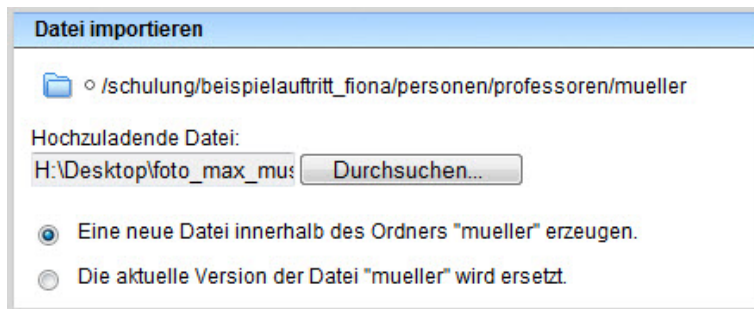 Datei importieren
/schulung/beispielauftritt_fiona/personen/professoren/mueller
Hochzuladende Datei:
H:\Desktop\foto_max_mus Durchsuchen...
Eine neue Datei innerhalb des Ordners "mueller" erzeugen.
Die aktuelle Version der Datei "mueller" wird ersetzt.